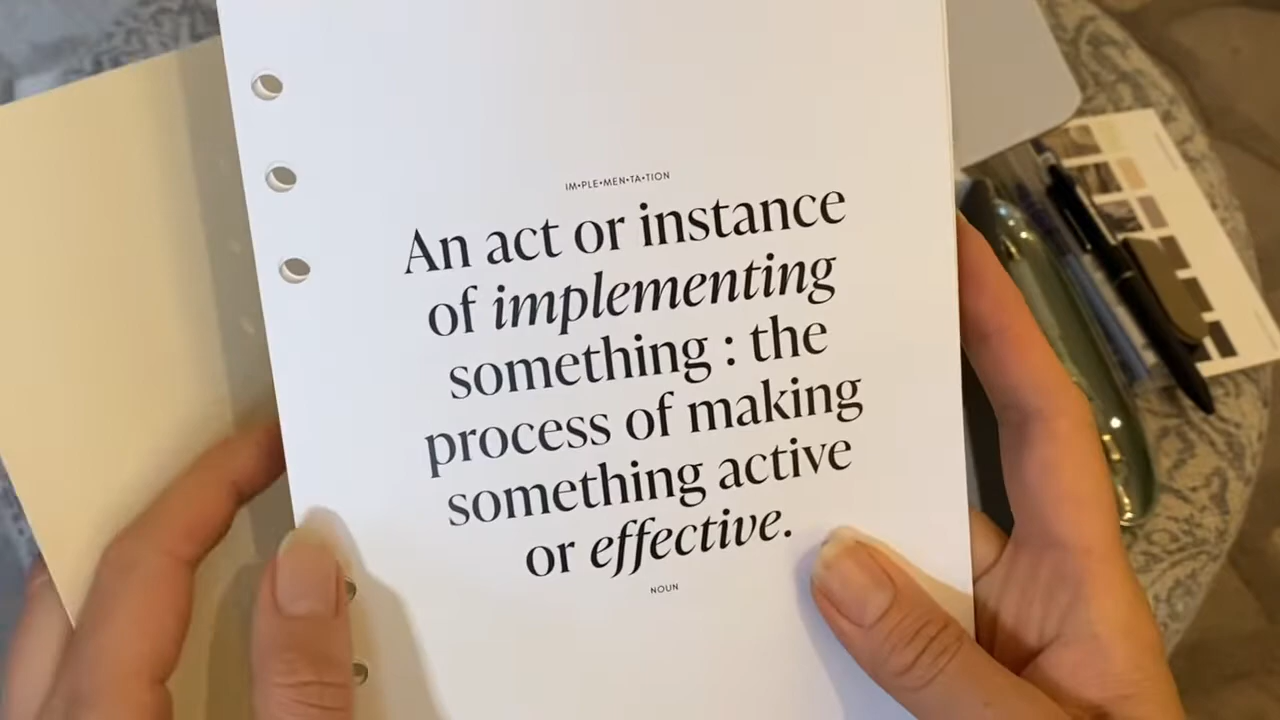 IM•PLE•MEN•TA•TION
An act or instance
of implementing
something : the
process of making
something active
or effective.
NOUN